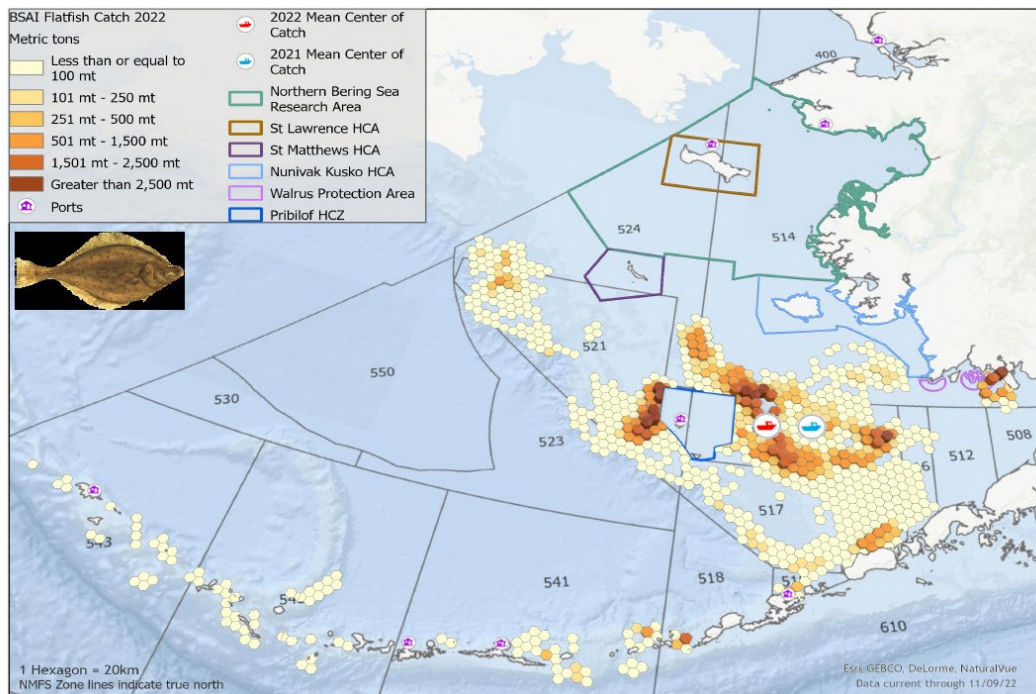 BSAI Flatfish Catch 2022
Metric tons
Less than or equal to
100 mt
101 mt - 250 mt
251 mt - 500 mt
501 mt - 1,500 mt
1,501 mt - 2,500 mt
Greater than 2,500 mt
Ports
2022 Mean Center of
Catch
2021 Mean Center of
Catch
Northern Bering Sea
Research Area
St Lawrence HCA
St Matthews HCA
Nunivak Kusko HCA
Walrus Protection Area
Pribilof HCZ
400
524
514
521
550
530
523
508
512
517
543
541
518
610
1 Hexagon = 20km
NMFS Zone lines indicate true north
Esri, GEBCO, DeLorme, NaturalVue
Data current through 11/09/22